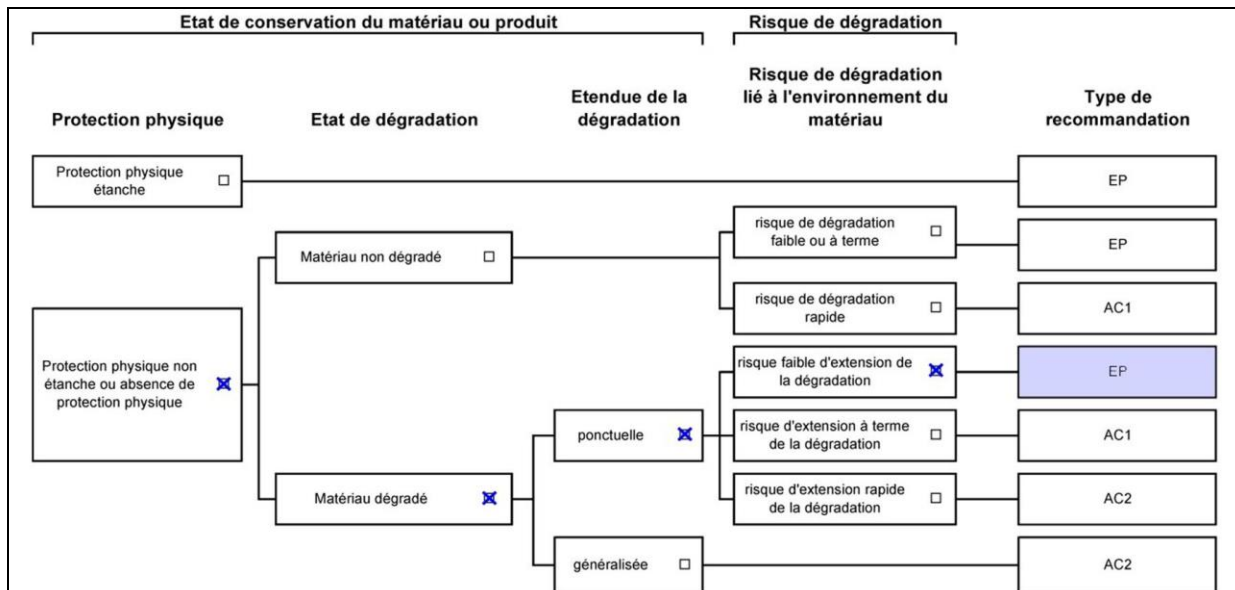 Etat de conservation du matériau ou produit
Risque de dégradation
Protection physique
Etat de dégradation
Etendue de la
dégradation
Risque de dégradation
lié à l'environnement du
matériau
Type de
recommandation
Protection physique
étanche
EP
risque de dégradation
faible ou à terme
EP
Matériau non dégradé
risque de dégradation
rapide
AC1
Protection physique non
étanche ou absence de
protection physique
risque faible d'extension de
la dégradation
EP
ponctuelle
risque d'extension à terme
de la dégradation
AC1
Matériau dégradé
risque d'extension rapide
de la dégradation
AC2
généralisée
AC2